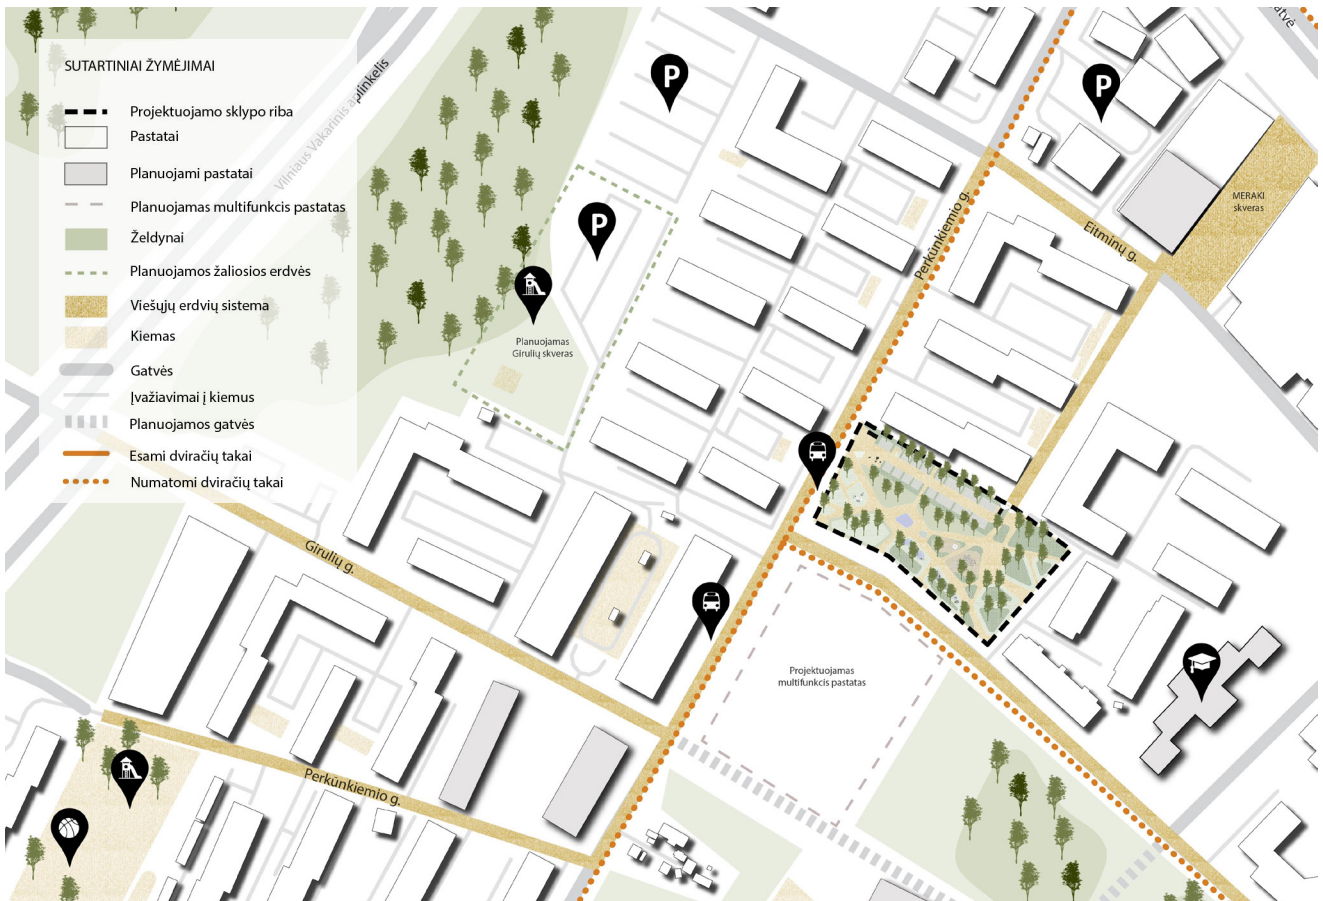 SUTARTINIAI ŽYMĖJIMAI
Projektuojamo sklypo riba
Pastatai
Planuojami pastatai
Planuojamas multifunkcis pastatas
Želdynai
Planuojamos žaliosios erdvės
Viešųjų erdvių sistema
Kiemas
Gatvės
Įvažiavimai į kiemus
Planuojamos gatvės
Esami dviračių takai
Numatomi dviračių takai
Vilniaus Vakarinis aplinkelis
P
P
P
gatvė
MERAKI
skveras
Eitminų g.
Perkūnkiemio g.
Planuojamas
Girulių skveras
Girulių g.
Projektuojamas
multifunkcis pastatas
Perkūnkiemio g.